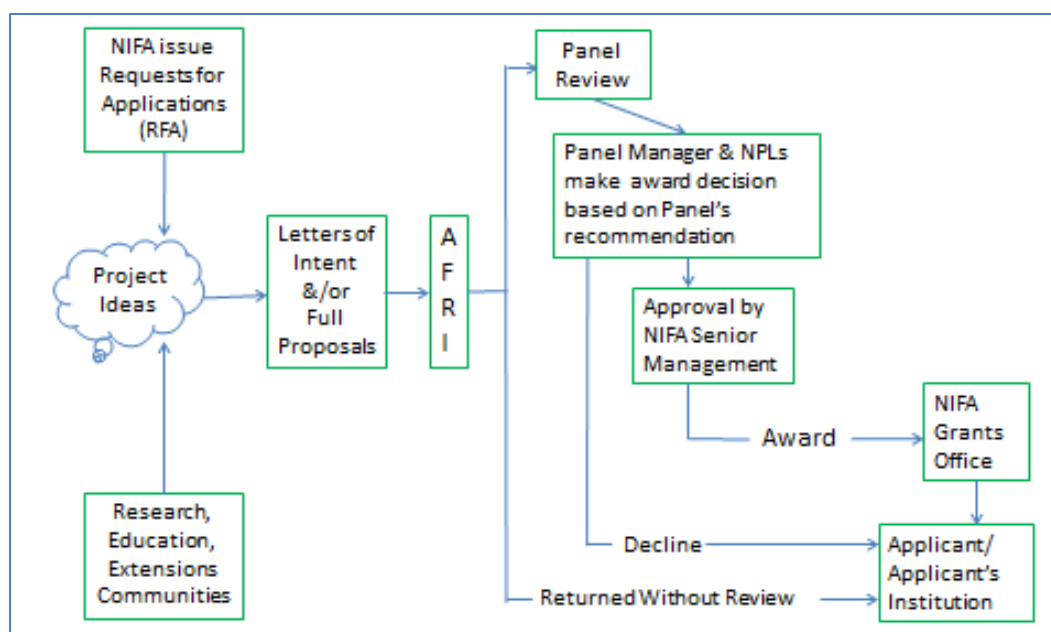 NIFA issue
Requests for
Applications
(RFA)
Project
Ideas
Research,
Education,
Extensions
Communities
Letters of
Intent
&/or
Full
Proposals
A
F
R
I
Panel
Review
Panel Manager & NPLs
make award decision
based on Panel's
recommendation
Approval by
NIFA Senior
Management
Award
NIFA
Grants
Office
Decline
Returned Without Review
Applicant/
Applicant's
Institution